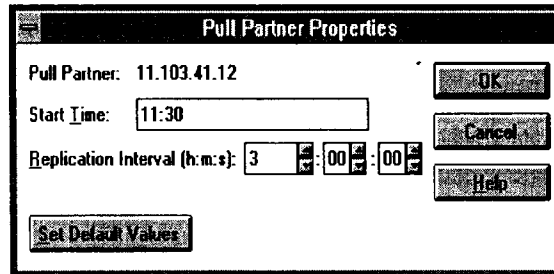 Pull Partner Properties
Pull Partner: 11.103.41.12
OK
Start Time: 11:30
Cancel
Replication Interval (h:m:s): 3 : 00 : 00
Help
Set Default Values